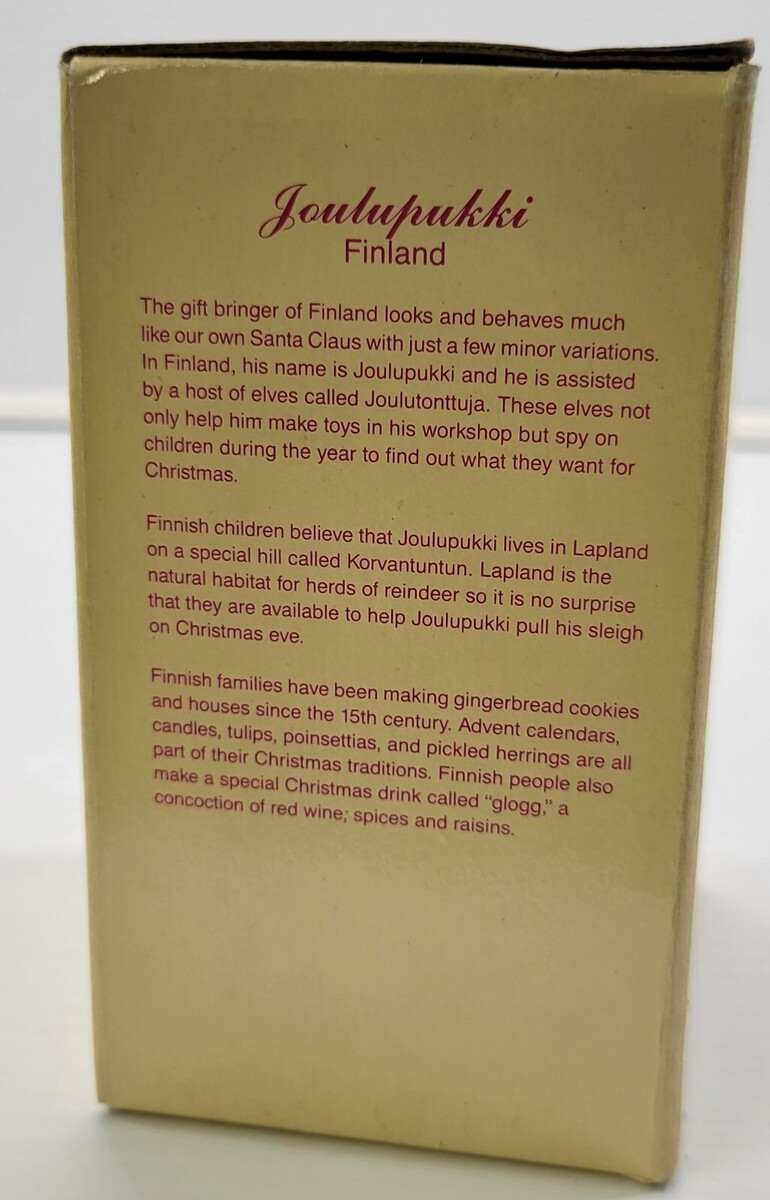 Joulupukki
Finland
The gift bringer of Finland looks and behaves much
like our own Santa Claus with just a few minor variations.
In Finland, his name is Joulupukki and he is assisted
by a host of elves called Joulutonttuja. These elves not
only help him make toys in his workshop but spy on
children during the year to find out what they want for
Christmas.
Finnish children believe that Joulupukki lives in Lapland
on a special hill called Korvantuntun. Lapland is the
natural habitat for herds of reindeer so it is no surprise
that they are available to help Joulupukki pull his sleigh
on Christmas eve.
Finnish families have been making gingerbread cookies
and houses since the 15th century. Advent calendars,
candles, tulips, poinsettias, and pickled herrings are all
part of their Christmas traditions. Finnish people also
make a special Christmas drink called “glogg,” a
concoction of red wine; spices and raisins.